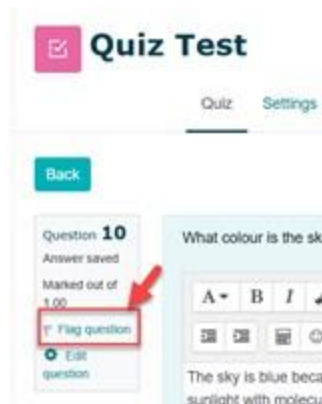 Quiz Test
Quiz Settings
Back
Question 10
Answer saved
Marked out of
1.00
Flag question
Edit
question
What colour is the sk
A B I
The sky is blue beca
sunlight with molecu